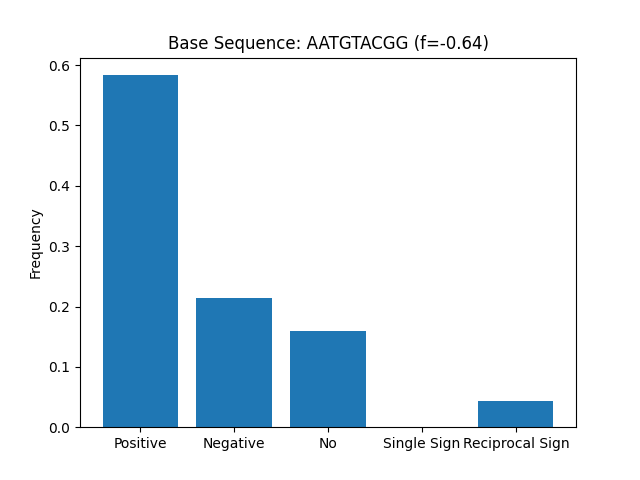 Base Sequence: AATGTACGG (f=-0.64)
0.6
0.5
0.4
0.3
0.2
0.1
0.0
Frequency
Positive Negative No Single Sign Reciprocal Sign